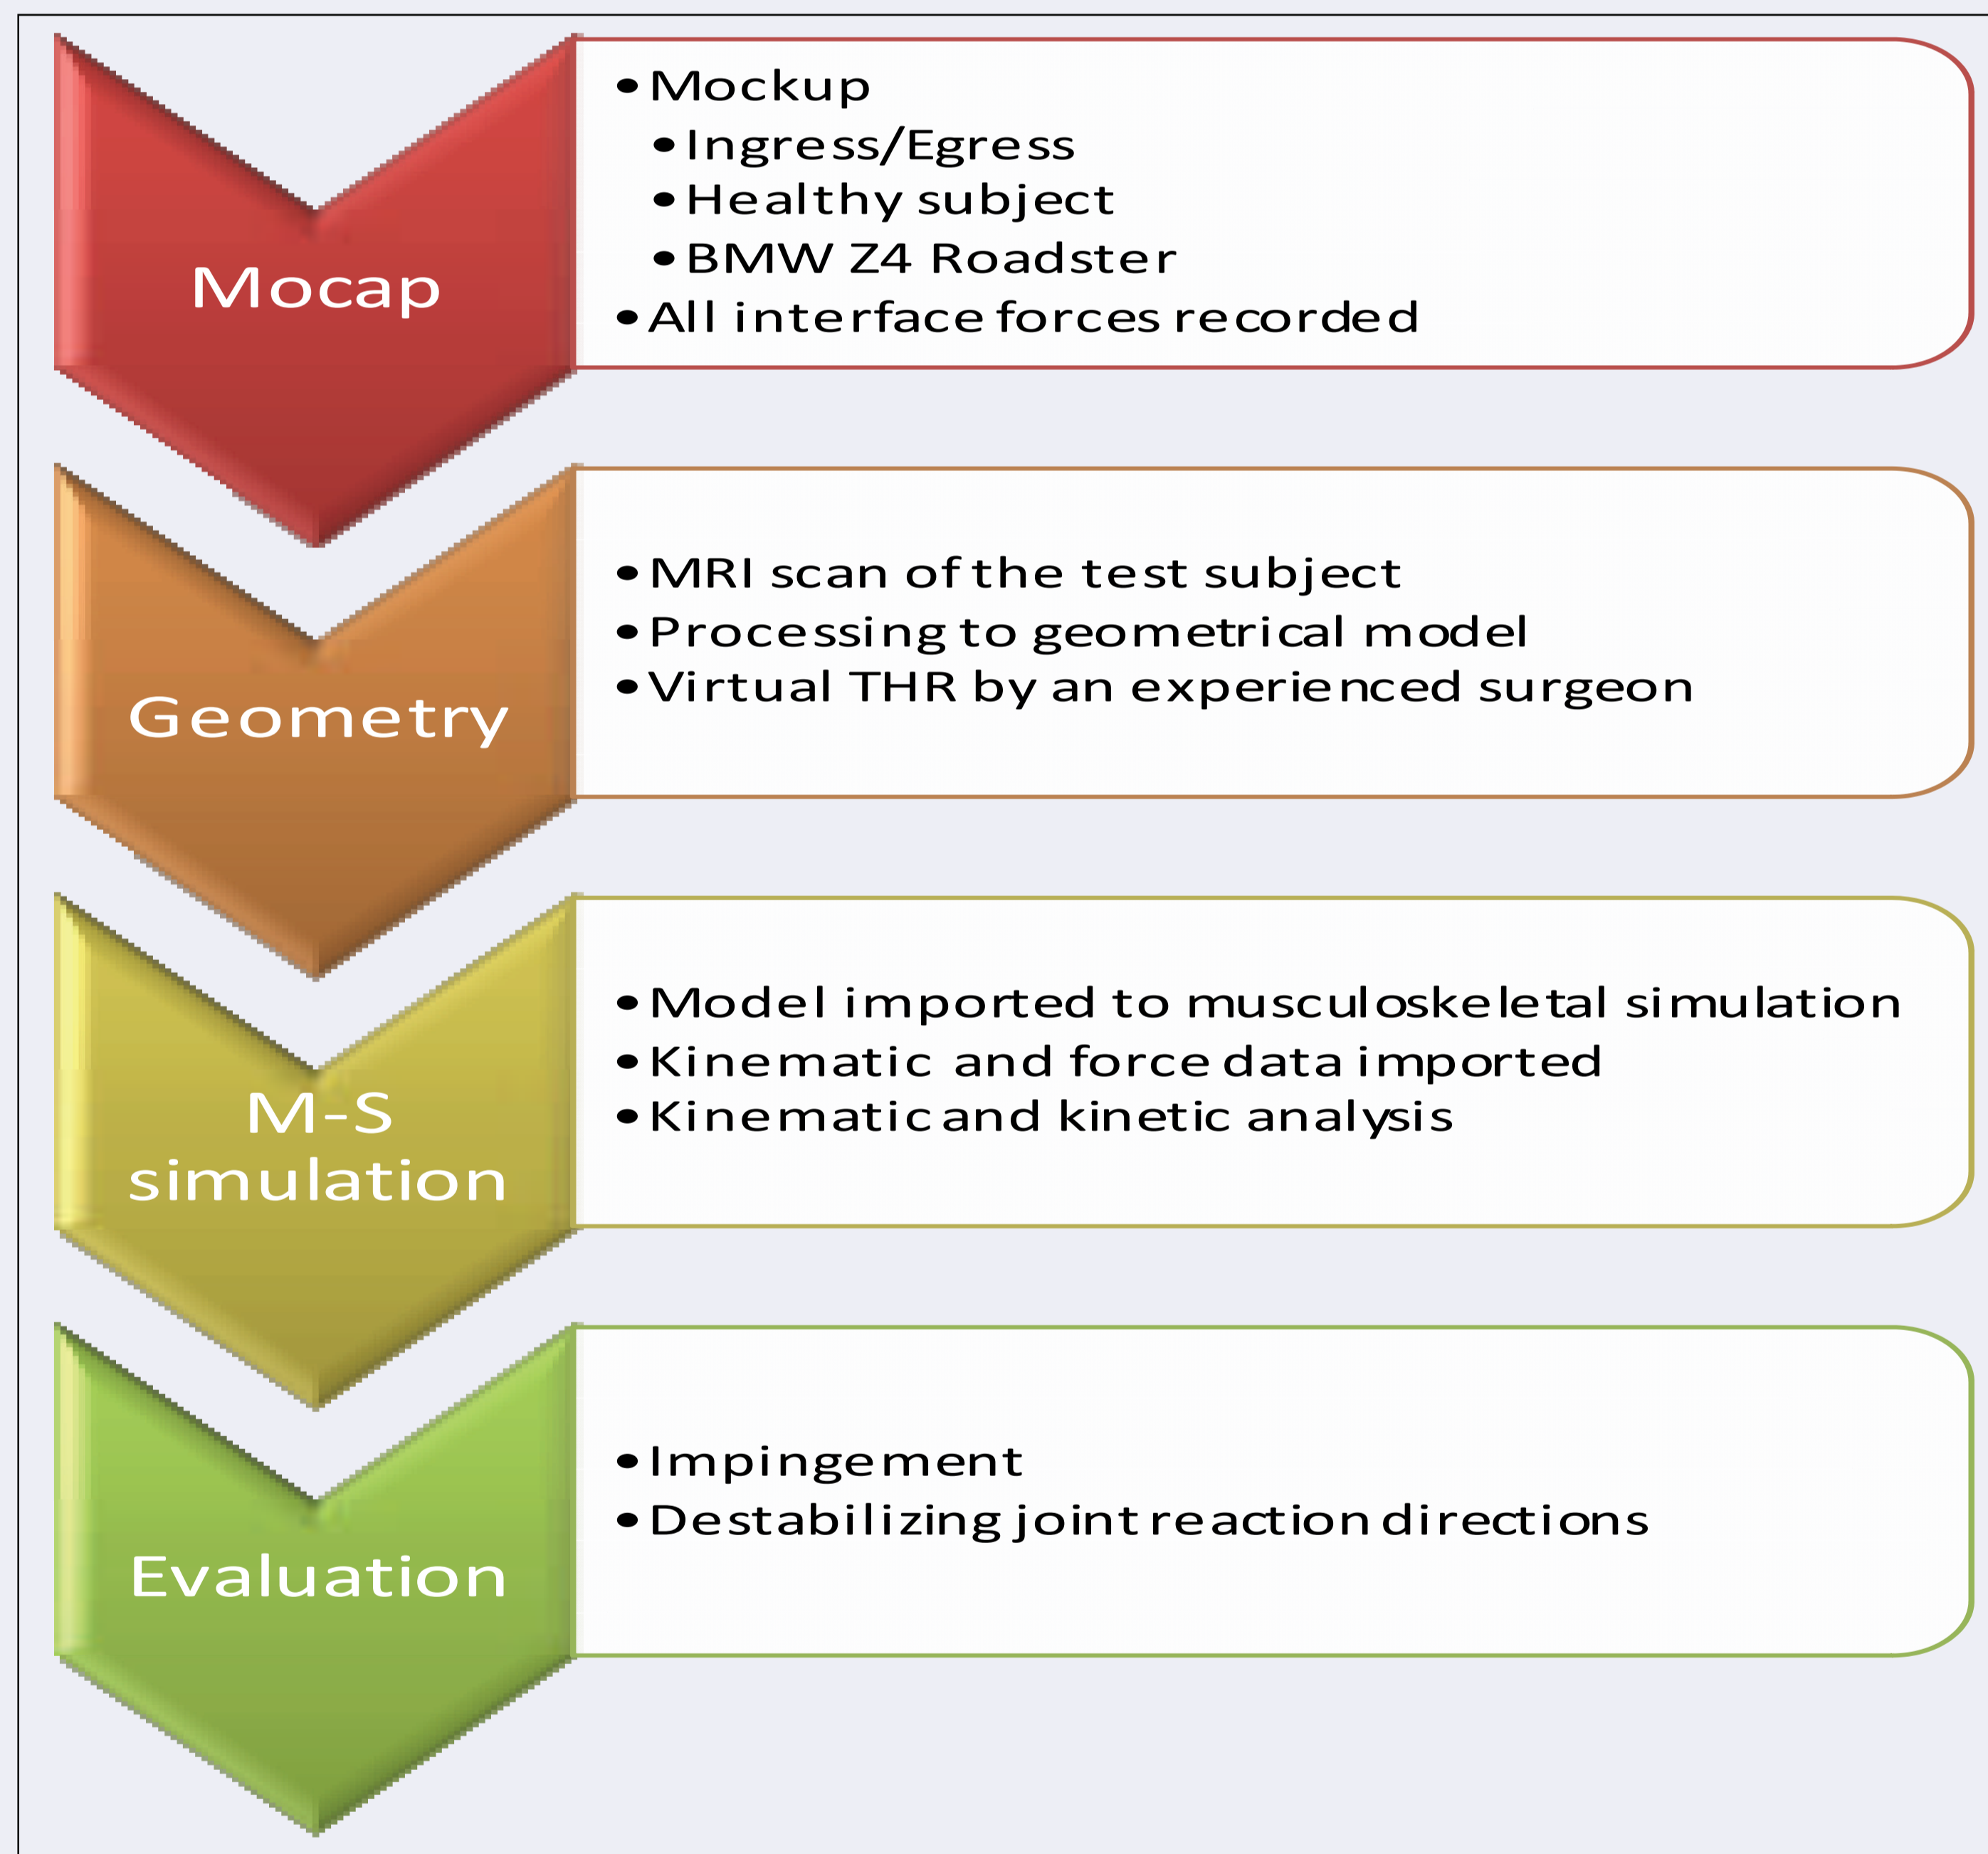 Mocap
• Mockup
• Ingress/Egress
• Healthy subject
• BMW Z4 Roadster
• All interface forces recorded
Geometry
• MRI scan of the test subject
• Processing to geometrical model
• Virtual THR by an experienced surgeon
M-S
simulation
• Model imported to musculoskeletal simulation
• Kinematic and force data imported
• Kinematic and kinetic analysis
Evaluation
• Impingement
• Destabilizing joint reaction directions